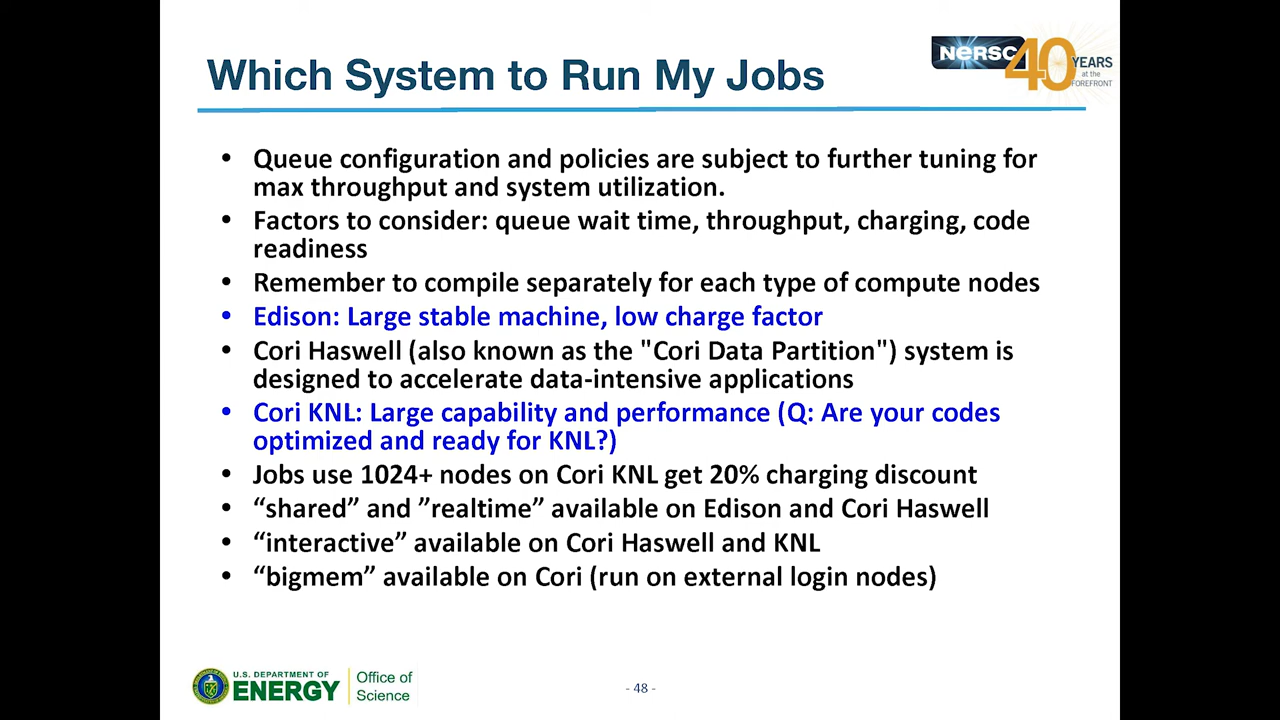 Which System to Run My Jobs
NERSC 40 YEARS
at the
FOREFRONT
• Queue configuration and policies are subject to further tuning for
max throughput and system utilization.
• Factors to consider: queue wait time, throughput, charging, code
readiness
• Remember to compile separately for each type of compute nodes
• Edison: Large stable machine, low charge factor
• Cori Haswell (also known as the "Cori Data Partition") system is
designed to accelerate data-intensive applications
• Cori KNL: Large capability and performance (Q: Are your codes
optimized and ready for KNL?)
• Jobs use 1024+ nodes on Cori KNL get 20% charging discount
• “shared” and ”realtime” available on Edison and Cori Haswell
• “interactive” available on Cori Haswell and KNL
• “bigmem” available on Cori (run on external login nodes)
U.S. DEPARTMENT OF
ENERGY
Office of
Science
- 48 -